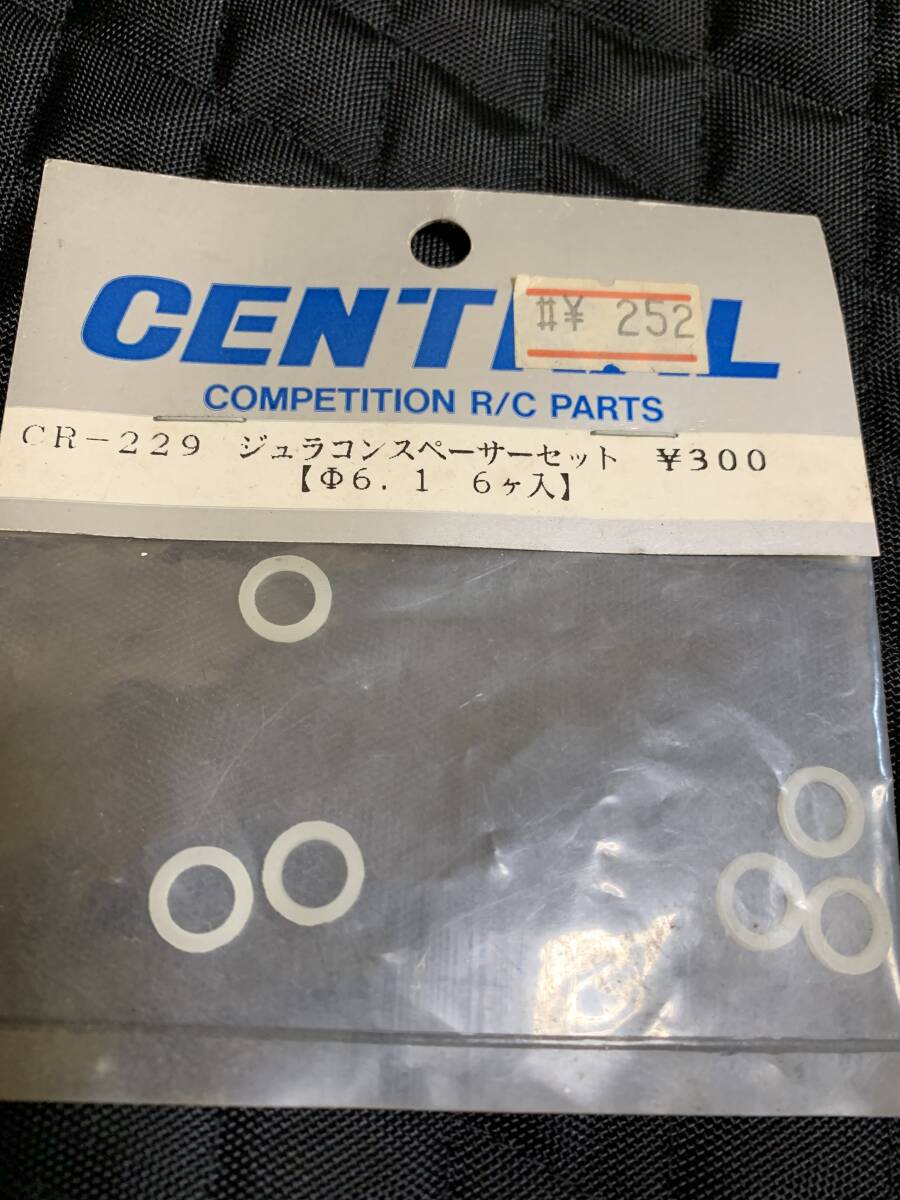 CENTRAL
#¥ 252
COMPETITION R/C PARTS
CR-229 ジュラコンスペーサーセット ¥300
【Φ6.1 6ヶ入】